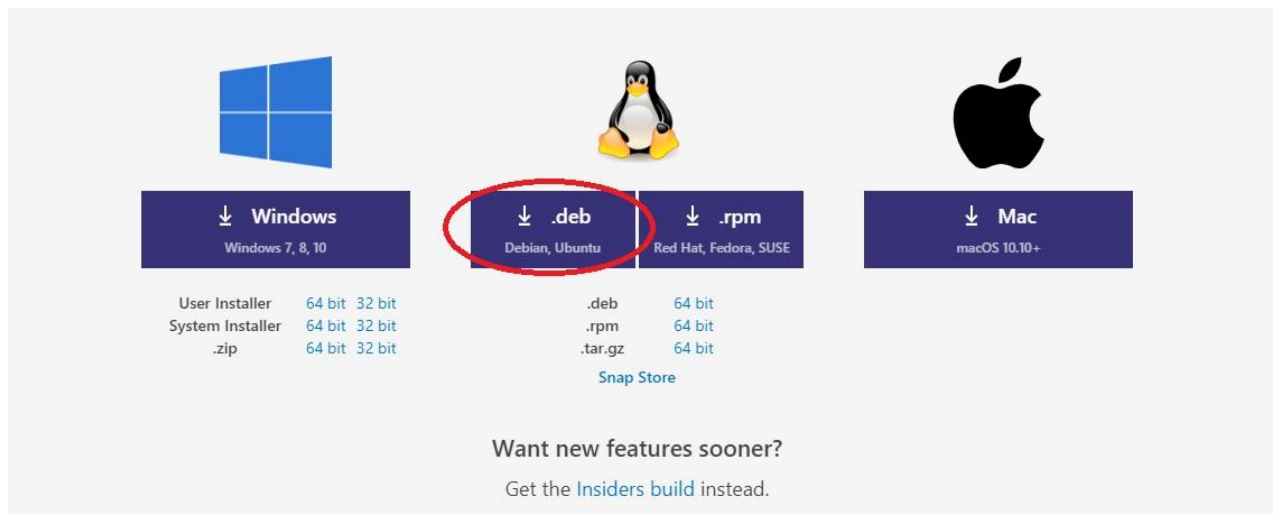 Windows
Windows 7, 8, 10
User Installer 64 bit 32 bit
System Installer 64 bit 32 bit
.zip 64 bit 32 bit
.deb
Debian, Ubuntu
.rpm
Red Hat, Fedora, SUSE
.deb 64 bit
.rpm 64 bit
.tar.gz 64 bit
Snap Store
Mac
macOS 10.10+
Want new features sooner?
Get the Insiders build instead.